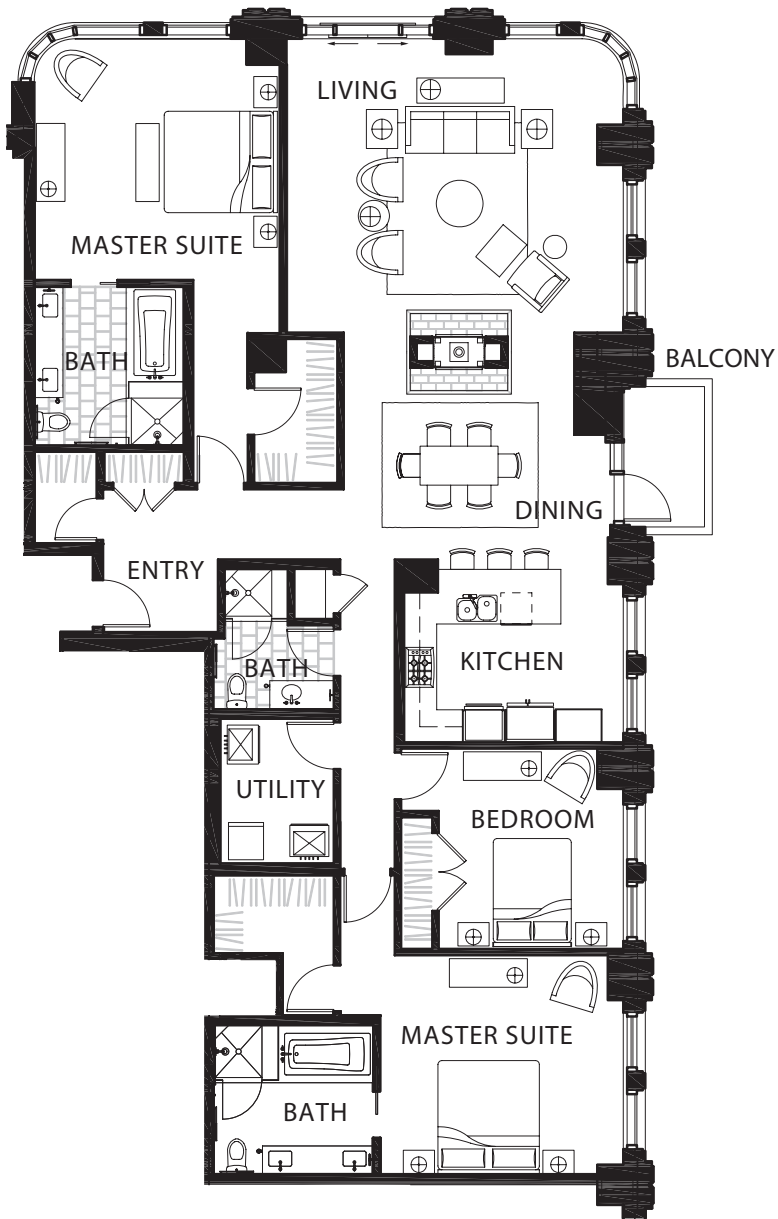 LIVING
MASTER SUITE
BATH
BALCONY
DINING
ENTRY
KITCHEN
BATH
UTILITY
BEDROOM
MASTER SUITE
BATH